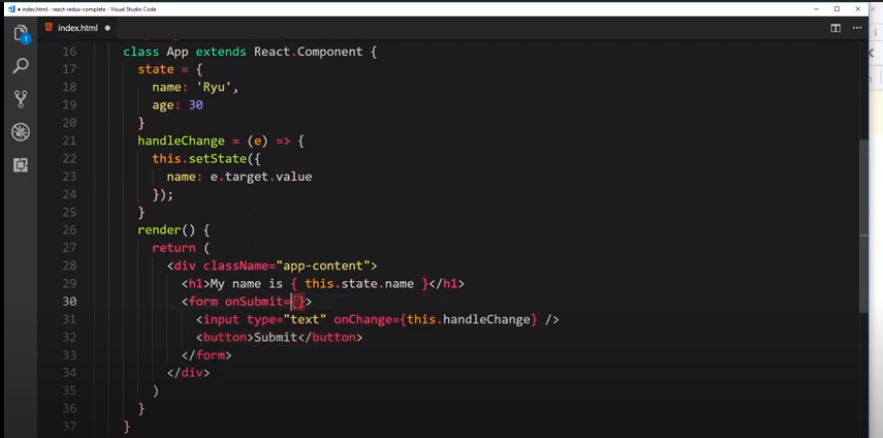 ● index.html - react-redux-complete - Visual Studio Code
index.html ●
1
16 class App extends React.Component {
17 state = {
18 name: 'Ryu',
19 age: 30
20 }
21 handleChange = (e) => {
22 this.setState({
23 name: e.target.value
24 });
25 }
26 render() {
27 return (
28 <div className="app-content">
29 <h1>My name is { this.state.name }</h1>
30 <form onSubmit={}>
31 <input type="text" onChange={this.handleChange} />
32 <button>Submit</button>
33 </form>
34 </div>
35 )
36 }
37 }